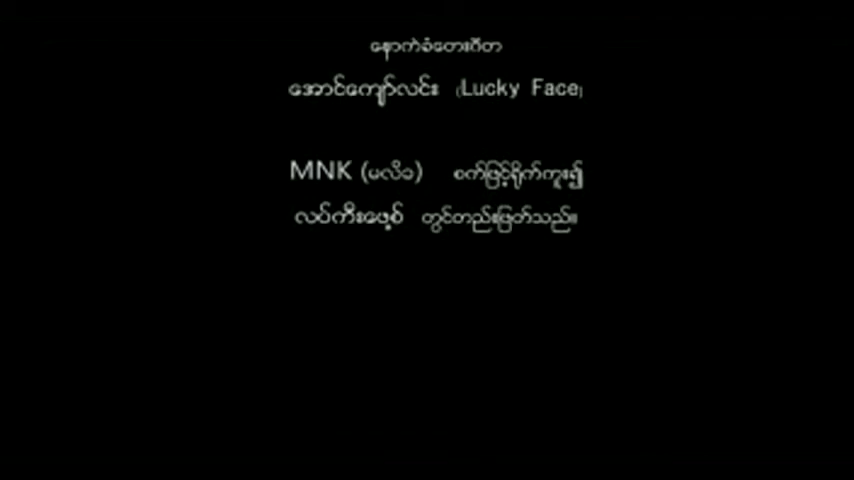 နောက်ခံတေးဂီတ
အောင်ကျော်လင်း (Lucky Face)
MNK (မလိခ) စက်ဖြင့်ရိုက်ကူး၍
လပ်ကီးဖေ့စ် တွင်တည်းဖြတ်သည်။